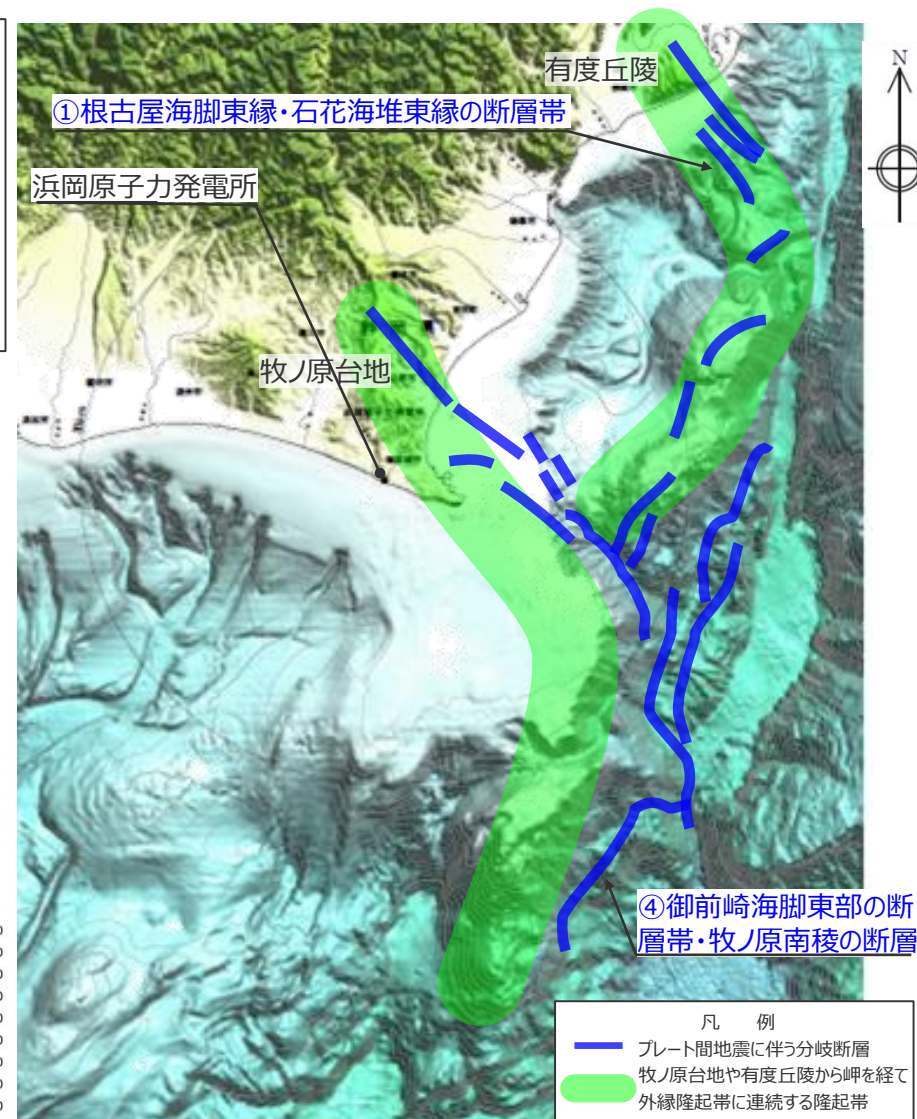 有度丘陵
①根古屋海脚東縁・石花海堆東縁の断層帯
浜岡原子力発電所
牧ノ原台地
N
④御前崎海脚東部の断
層帯・牧ノ原南稜の断層
凡 例
プレート間地震に伴う分岐断層
牧ノ原台地や有度丘陵から岬を経て
外縁隆起帯に連続する隆起帯